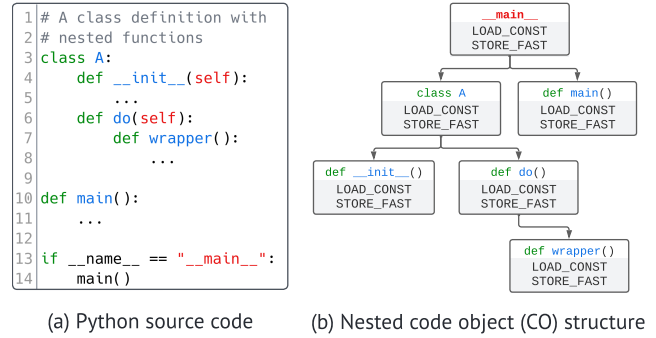 1 # A class definition with
2 # nested functions
3 class A:
4     def __init__(self):
5         ...
6     def do(self):
7         def wrapper():
8             ...
9
10 def main():
11     ...
12
13 if __name__ == "__main__":
14     main()
(a) Python source code
__main__
LOAD_CONST
STORE_FAST
class A
LOAD_CONST
STORE_FAST
def main()
LOAD_CONST
STORE_FAST
def __init__()
LOAD_CONST
STORE_FAST
def do()
LOAD_CONST
STORE_FAST
def wrapper()
LOAD_CONST
STORE_FAST
(b) Nested code object (CO) structure